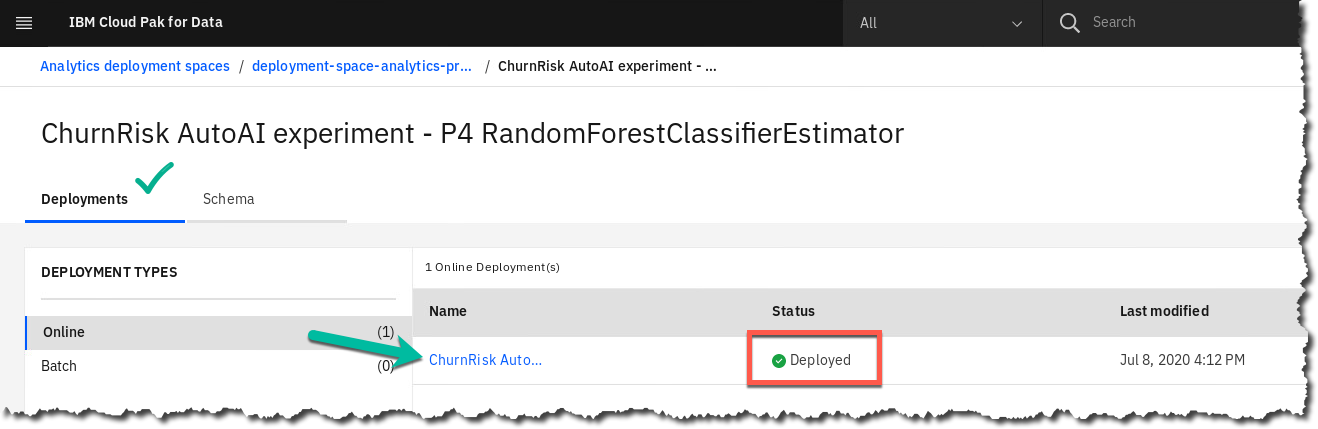 IBM Cloud Pak for Data All Search
Analytics deployment spaces / deployment-space-analytics-pr... / ChurnRisk AutoAI experiment - ...
ChurnRisk AutoAI experiment - P4 RandomForestClassifierEstimator
Deployments Schema
DEPLOYMENT TYPES
Online (1)
Batch (0)
1 Online Deployment(s)
Name Status Last modified
ChurnRisk Auto... Deployed Jul 8, 2020 4:12 PM